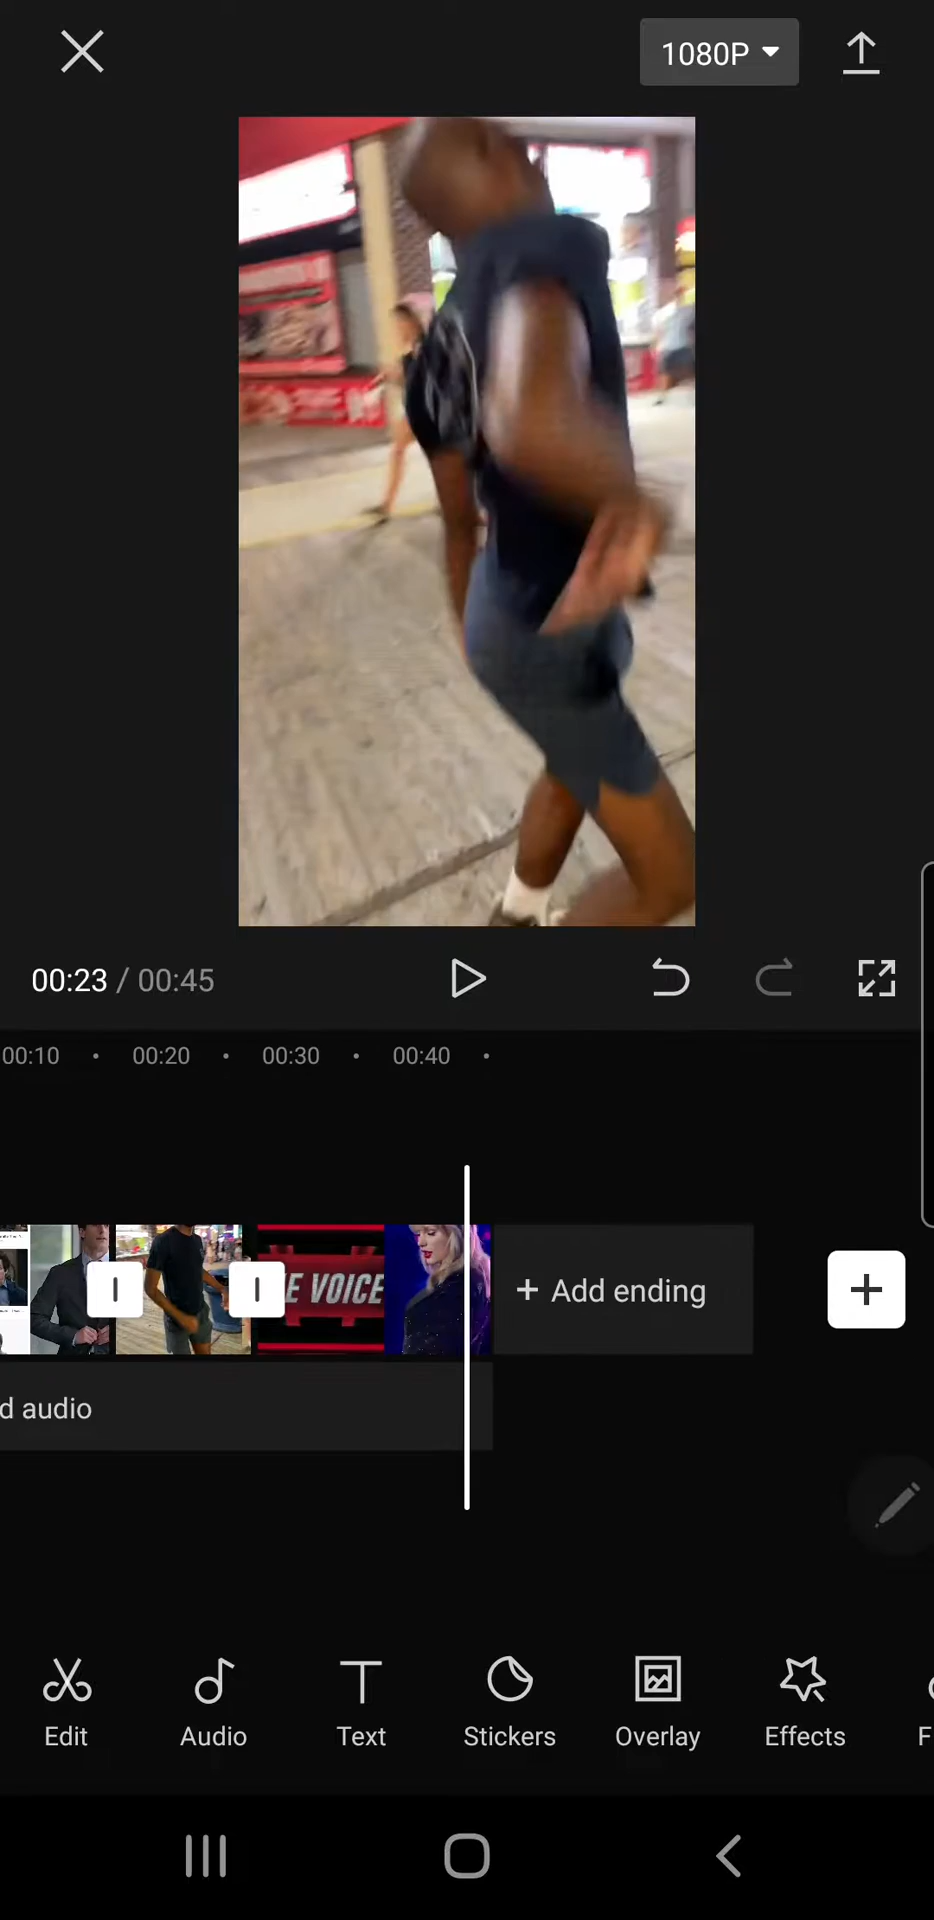 1080P
00:23 / 00:45
00:10 00:20 00:30 00:40
E VOICE
+ Add ending
d audio
Edit Audio Text Stickers Overlay Effects F